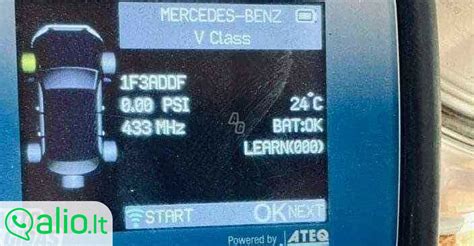 MERCEDES-BENZ
V Class
1F3ADDF
0.00 PSI
24°C
433 MHz
BAT:OK
LEARN(000)
START
OK NEXT
Powered by ATEQ
alio.lt